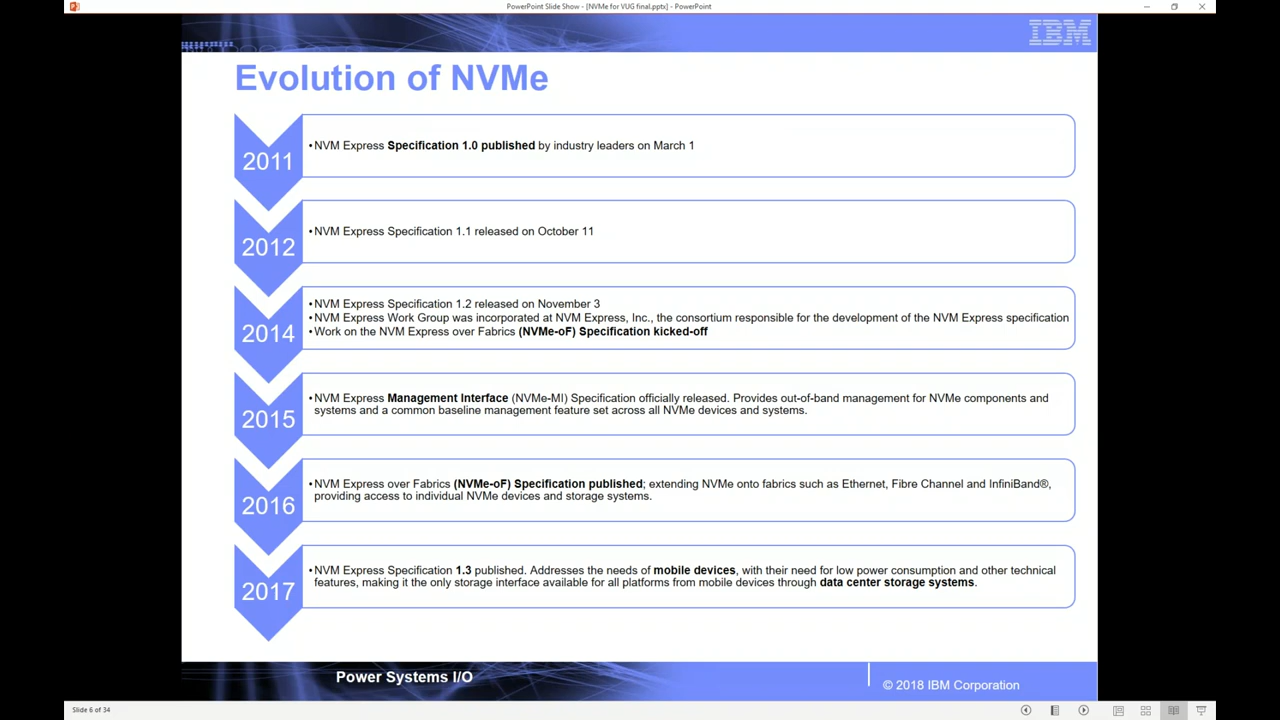 PowerPoint Slide Show - [NVMe for VUG final.pptx] - PowerPoint
IBM
Evolution of NVMe
2011
•NVM Express Specification 1.0 published by industry leaders on March 1
2012
•NVM Express Specification 1.1 released on October 11
2014
•NVM Express Specification 1.2 released on November 3
•NVM Express Work Group was incorporated at NVM Express, Inc., the consortium responsible for the development of the NVM Express specification
•Work on the NVM Express over Fabrics (NVMe-oF) Specification kicked-off
2015
•NVM Express Management Interface (NVMe-MI) Specification officially released. Provides out-of-band management for NVMe components and
systems and a common baseline management feature set across all NVMe devices and systems.
2016
•NVM Express over Fabrics (NVMe-oF) Specification published; extending NVMe onto fabrics such as Ethernet, Fibre Channel and InfiniBand®,
providing access to individual NVMe devices and storage systems.
2017
•NVM Express Specification 1.3 published. Addresses the needs of mobile devices, with their need for low power consumption and other technical
features, making it the only storage interface available for all platforms from mobile devices through data center storage systems.
Power Systems I/O
© 2018 IBM Corporation
Slide 6 of 34